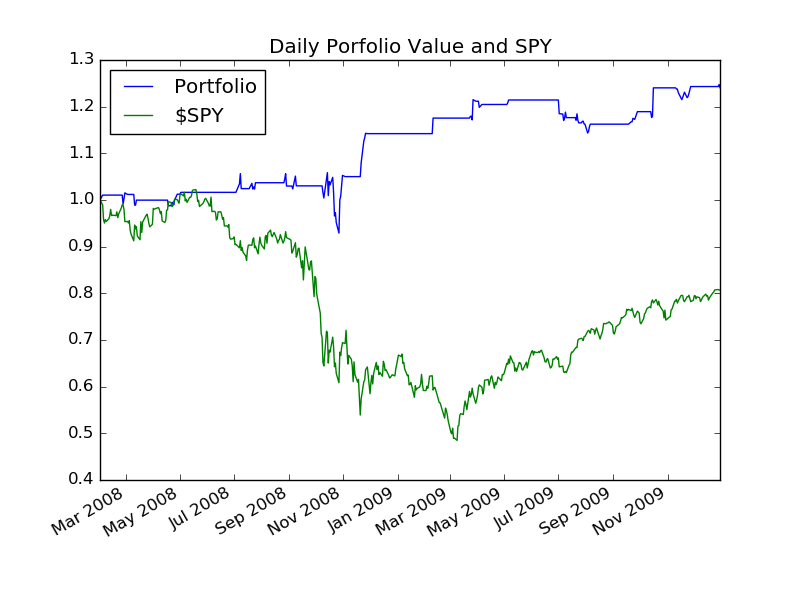 Daily Porfolio Value and SPY
Portfolio
$SPY
1.3
1.2
1.1
1.0
0.9
0.8
0.7
0.6
0.5
0.4
Mar 2008
May 2008
Jul 2008
Sep 2008
Nov 2008
Jan 2009
Mar 2009
May 2009
Jul 2009
Sep 2009
Nov 2009